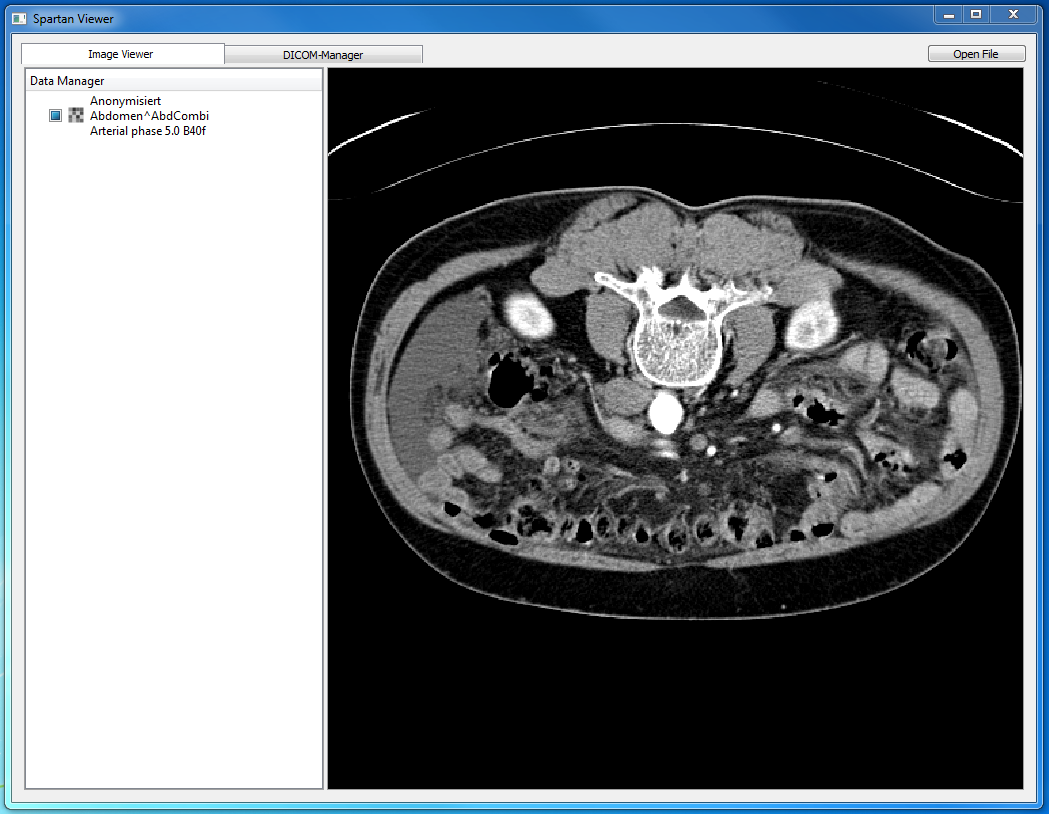 Spartan Viewer
Image Viewer
DICOM-Manager
Open File
Data Manager
Anonymisiert
Abdomen^AbdCombi
Arterial phase 5.0 B40f